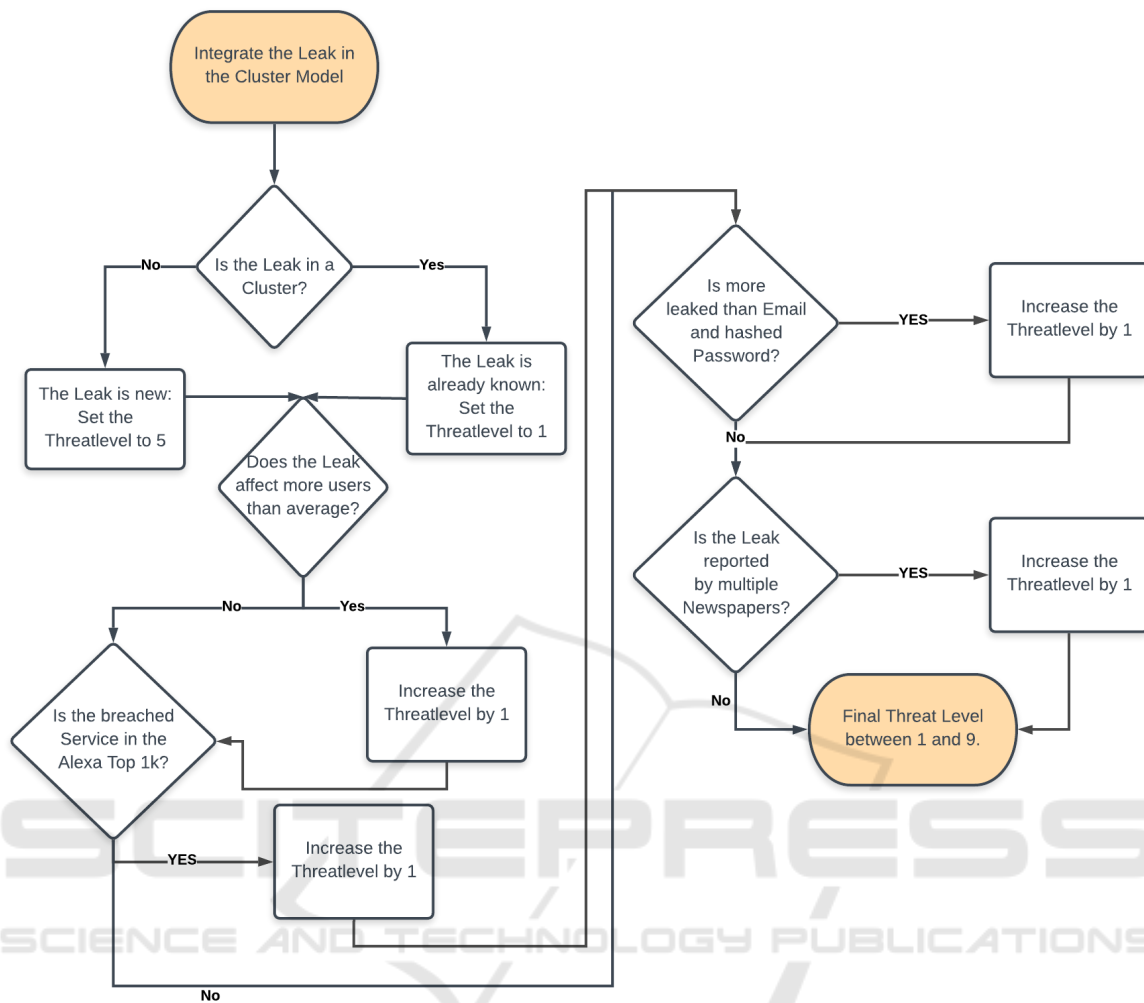 Integrate the Leak in
the Cluster Model
Is the Leak in a
Cluster?
No
Yes
The Leak is new:
Set the
Threatlevel to 5
The Leak is
already known:
Set the
Threatlevel to 1
Does the Leak
affect more users
than average?
No
Yes
Increase the
Threatlevel by 1
Is the breached
Service in the
Alexa Top 1k?
YES
Increase the
Threatlevel by 1
No
Is more
leaked than Email
and hashed
Password?
YES
Increase the
Threatlevel by 1
No
Is the Leak
reported
by multiple
Newspapers?
YES
Increase the
Threatlevel by 1
No
Final Threat Level
between 1 and 9.
SCITEPRESS
SCIENCE AND TECHNOLOGY PUBLICATIONS